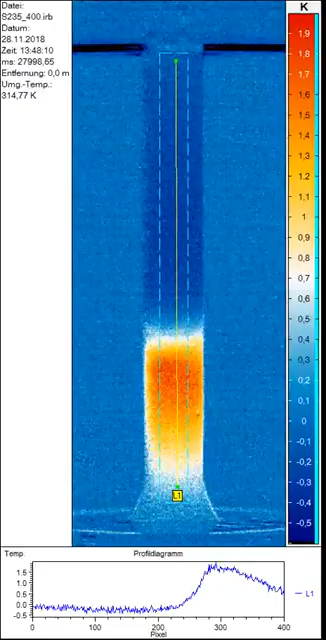 Datei:
S235_400.irb
Datum:
28.11.2018
Zeit: 13:48:10
ms: 27998,65
Entfernung: 0,0 m
Umg.-Temp.:
314,77 K
K
1,9
1,8
1,7
1,6
1,5
1,4
1,3
1,2
1,1
1
0,9
0,8
0,7
0,6
0,5
0,4
0,3
0,2
0,1
0
-0,1
-0,2
-0,3
-0,4
-0,5
L1
Temp. Profildiagramm
1.5
1.0
0.5
0.0
-0.5
L1
0 100 200 300 400
Pixel